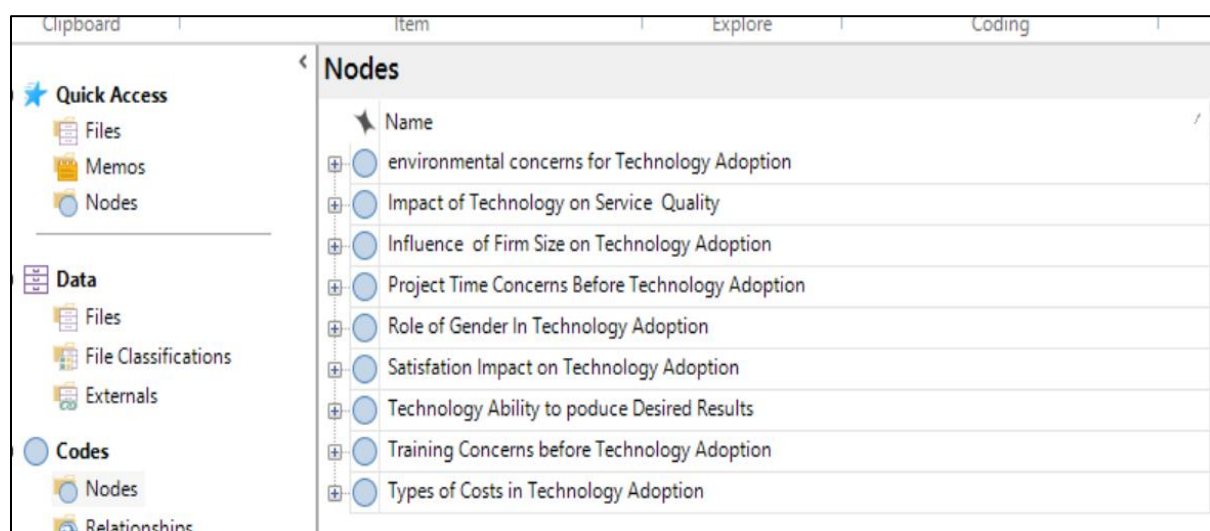 Clipboard Item Explore Coding
Quick Access
Files
Memos
Nodes
Data
Files
File Classifications
Externals
Codes
Nodes
Relationships
Nodes
Name
environmental concerns for Technology Adoption
Impact of Technology on Service Quality
Influence of Firm Size on Technology Adoption
Project Time Concerns Before Technology Adoption
Role of Gender In Technology Adoption
Satisfation Impact on Technology Adoption
Technology Ability to poduce Desired Results
Training Concerns before Technology Adoption
Types of Costs in Technology Adoption